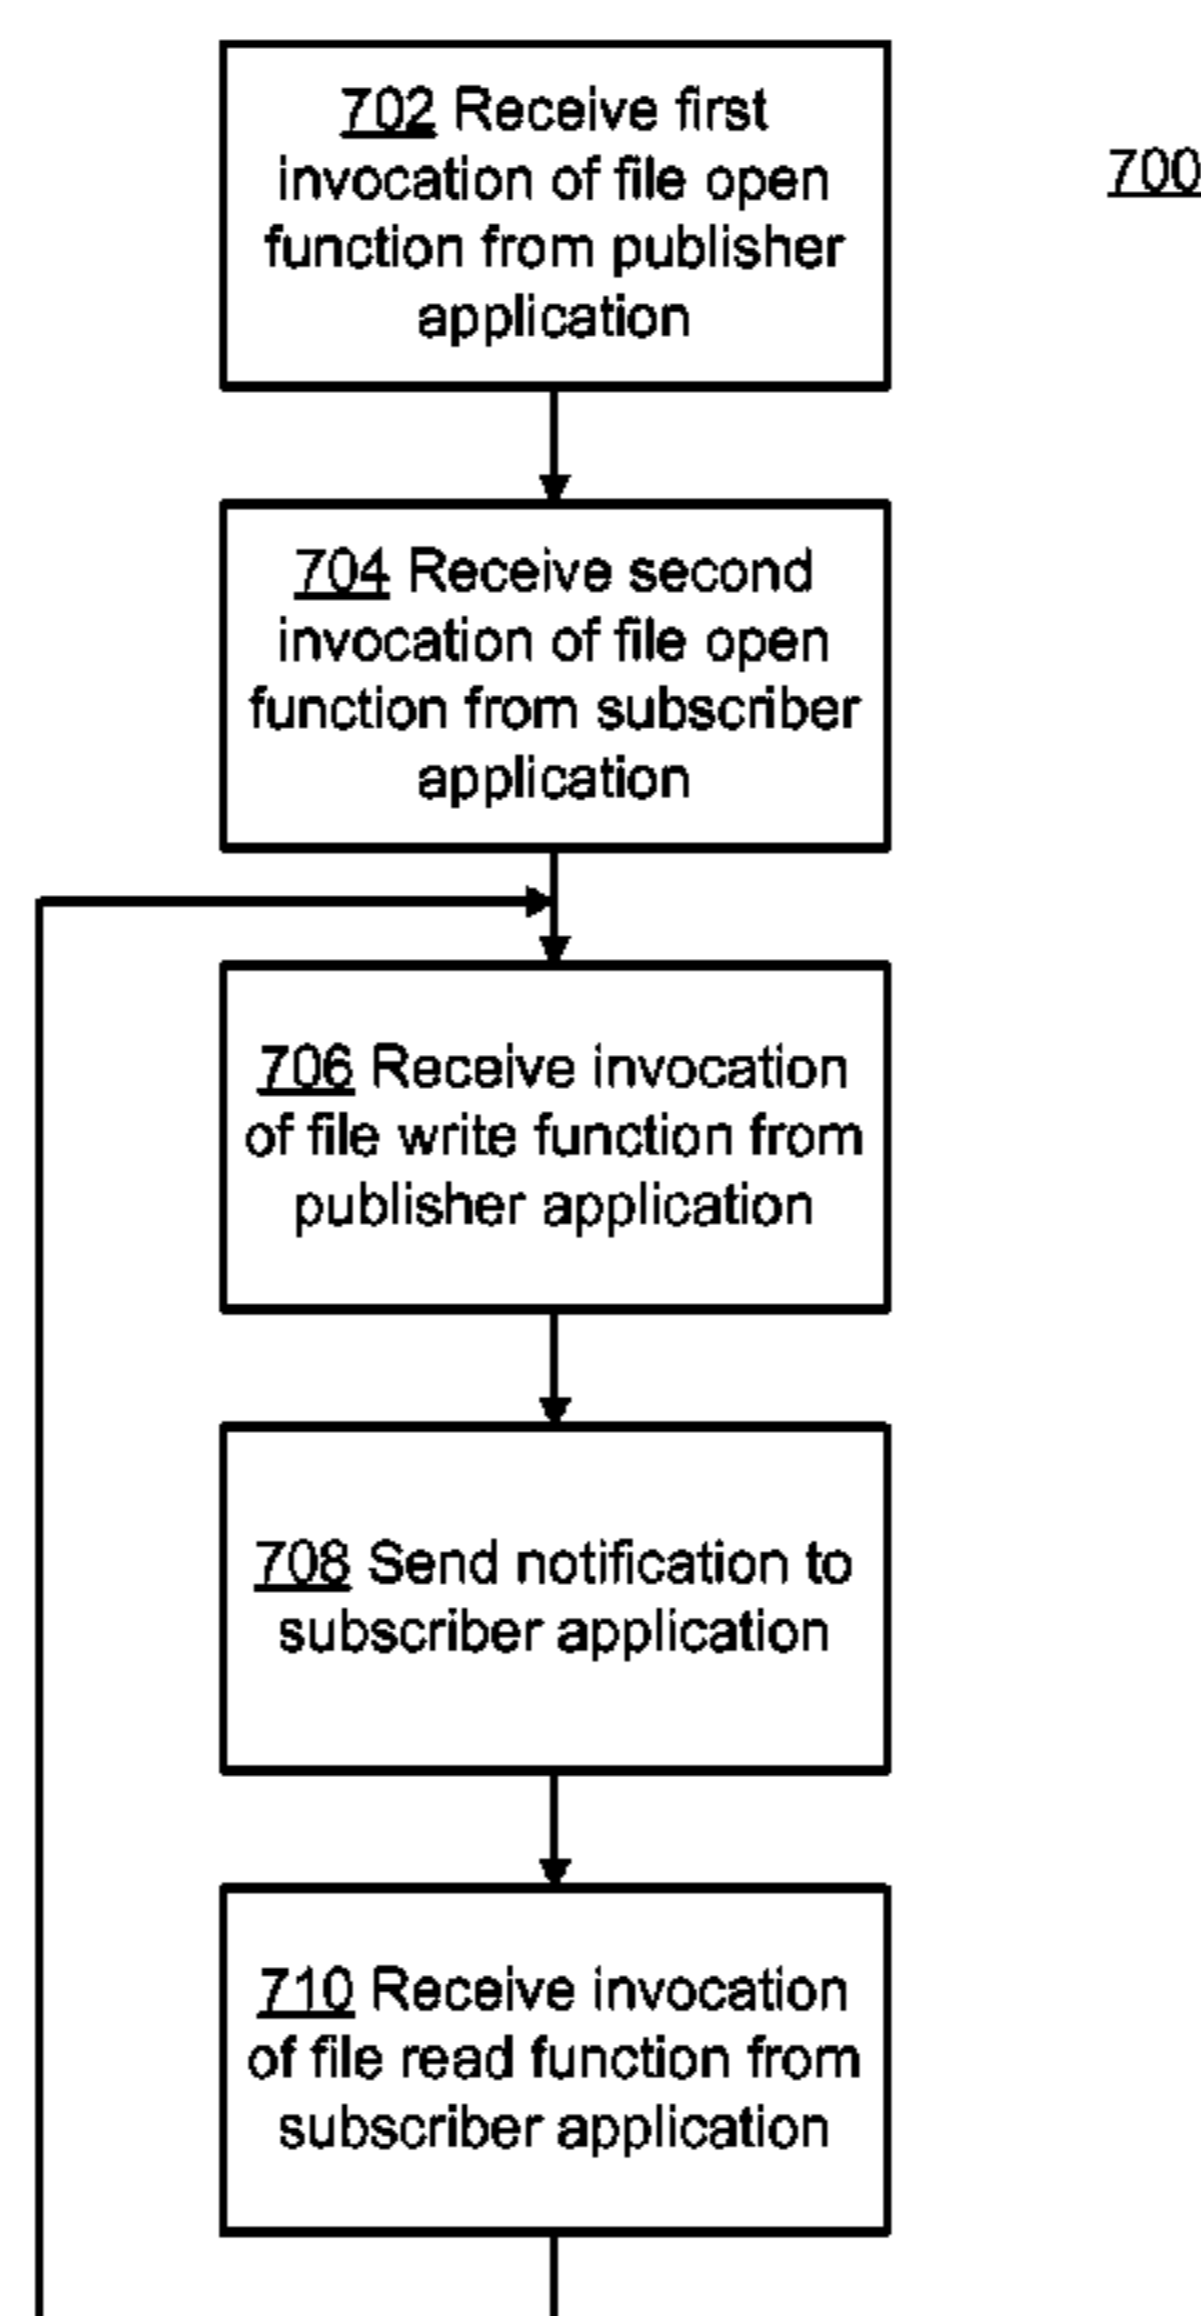 702 Receive first
invocation of file open
function from publisher
application
700
704 Receive second
invocation of file open
function from subscriber
application
706 Receive invocation
of file write function from
publisher application
708 Send notification to
subscriber application
710 Receive invocation
of file read function from
subscriber application